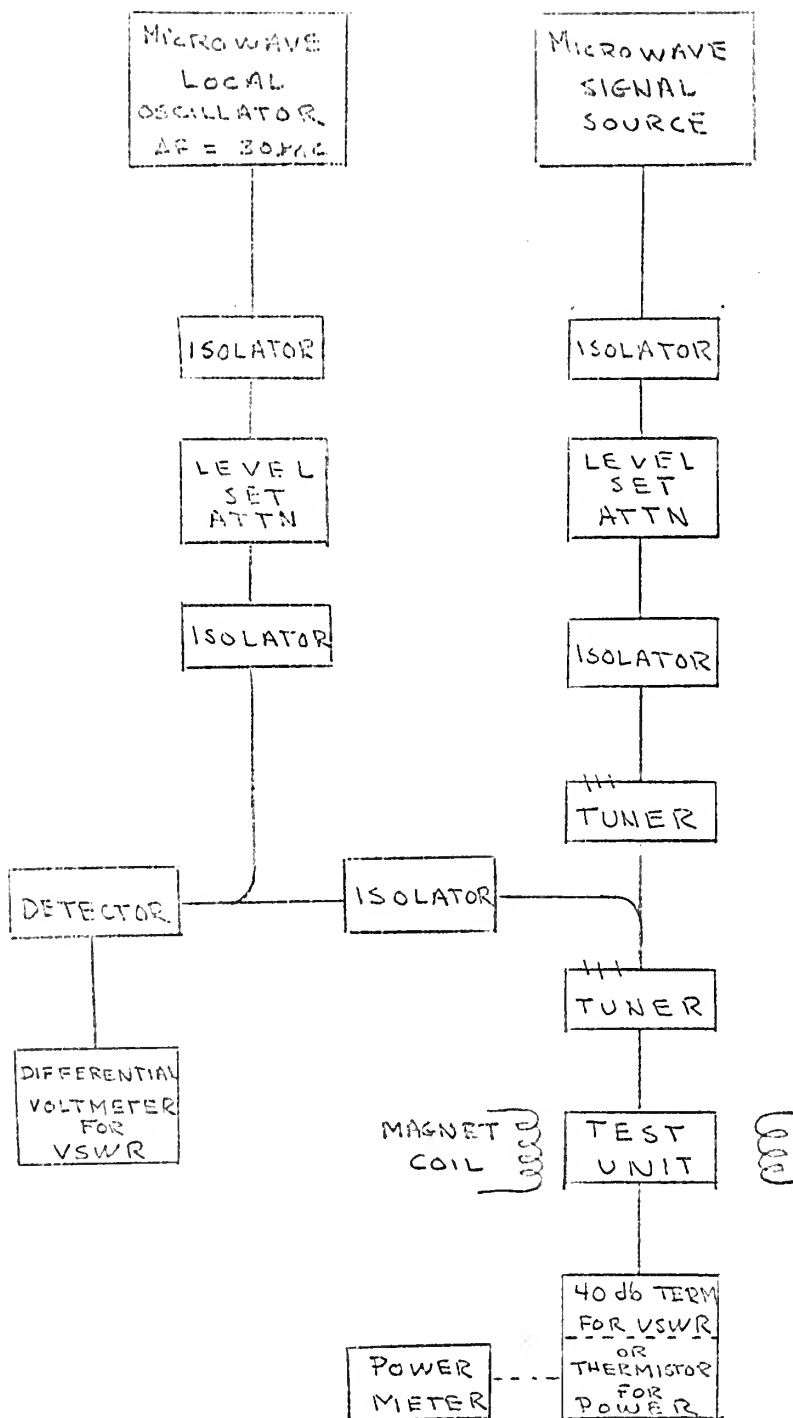 MICROWAVE
LOCAL
OSCILLATOR
ΔF = 30
MICROWAVE
SIGNAL
SOURCE
ISOLATOR
ISOLATOR
LEVEL
SET
ATTN
LEVEL
SET
ATTN
ISOLATOR
ISOLATOR
TUNER
DETECTOR
ISOLATOR
TUNER
DIFFERENTIAL
VOLTMETER
FOR
VSWR
MAGNET
COIL
TEST
UNIT
40 db TERM
FOR VSWR
OR
THERMISTOR
FOR
POWER
POWER
METER